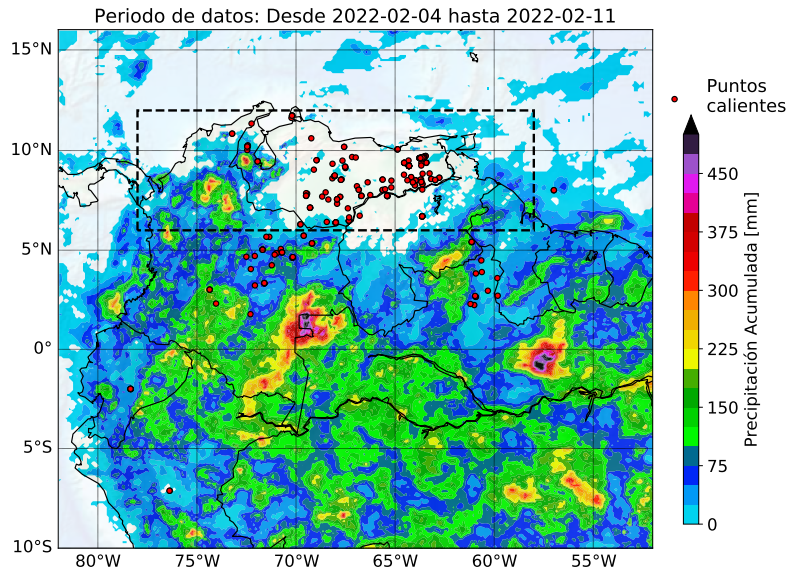 Periodo de datos: Desde 2022-02-04 hasta 2022-02-11
15°N
10°N
5°N
0°
5°S
10°S
80°W
75°W
70°W
65°W
60°W
55°W
Puntos
calientes
450
375
300
225
150
75
0
Precipitación Acumulada [mm]